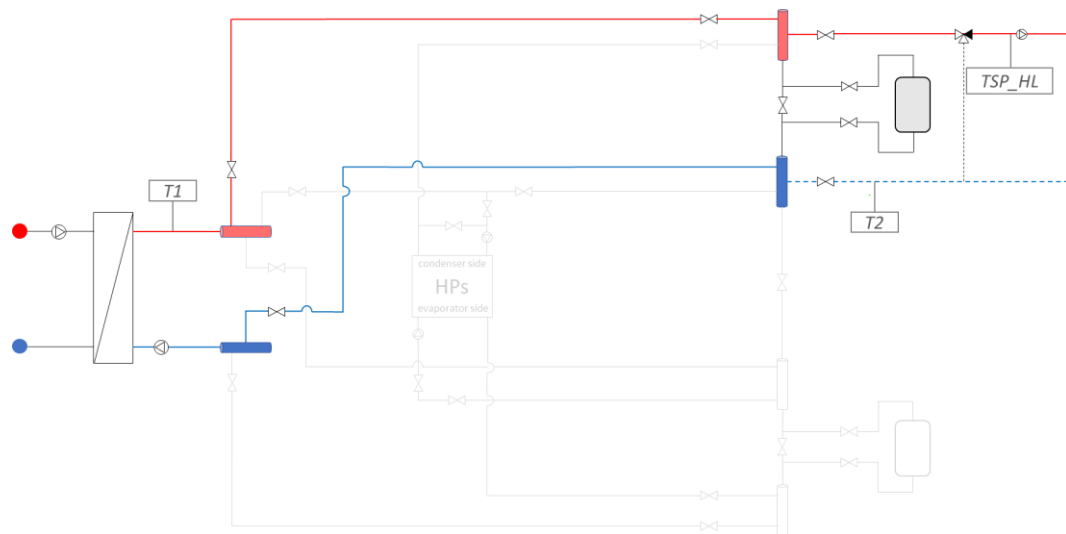 TSP_HL
T1
T2
condenser side
HPs
evaporator side